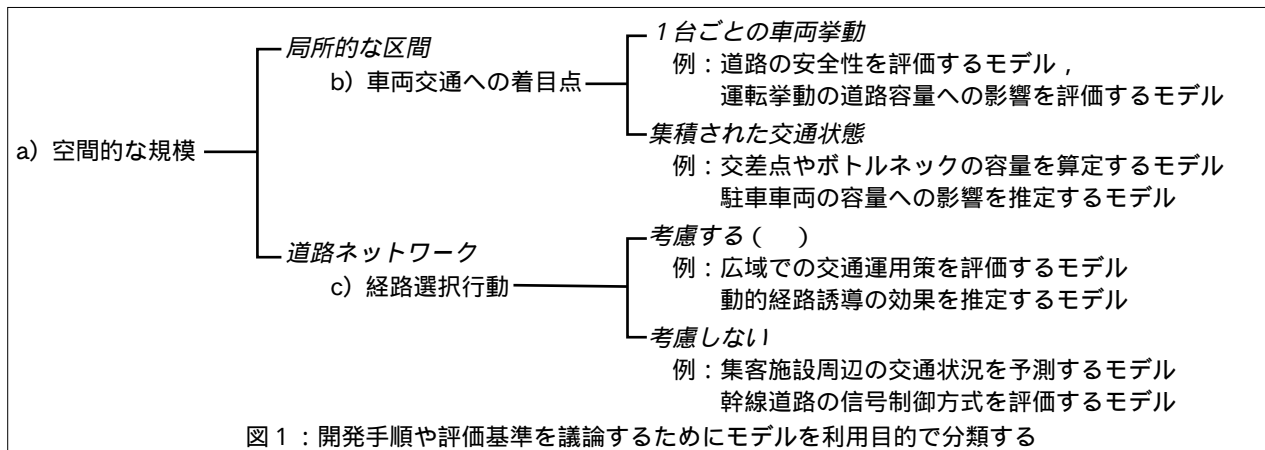 1台ごとの車両挙動
局所的な区間
例：道路の安全性を評価するモデル，
b）車両交通への着目点
運転挙動の道路容量への影響を評価するモデル
集積された交通状態
a）空間的な規模
例：交差点やボトルネックの容量を算定するモデル
駐車車両の容量への影響を推定するモデル
考慮する（　）
道路ネットワーク
例：広域での交通運用策を評価するモデル
c）経路選択行動
動的経路誘導の効果を推定するモデル
考慮しない
例：集客施設周辺の交通状況を予測するモデル
幹線道路の信号制御方式を評価するモデル
図1：開発手順や評価基準を議論するためにモデルを利用目的で分類する